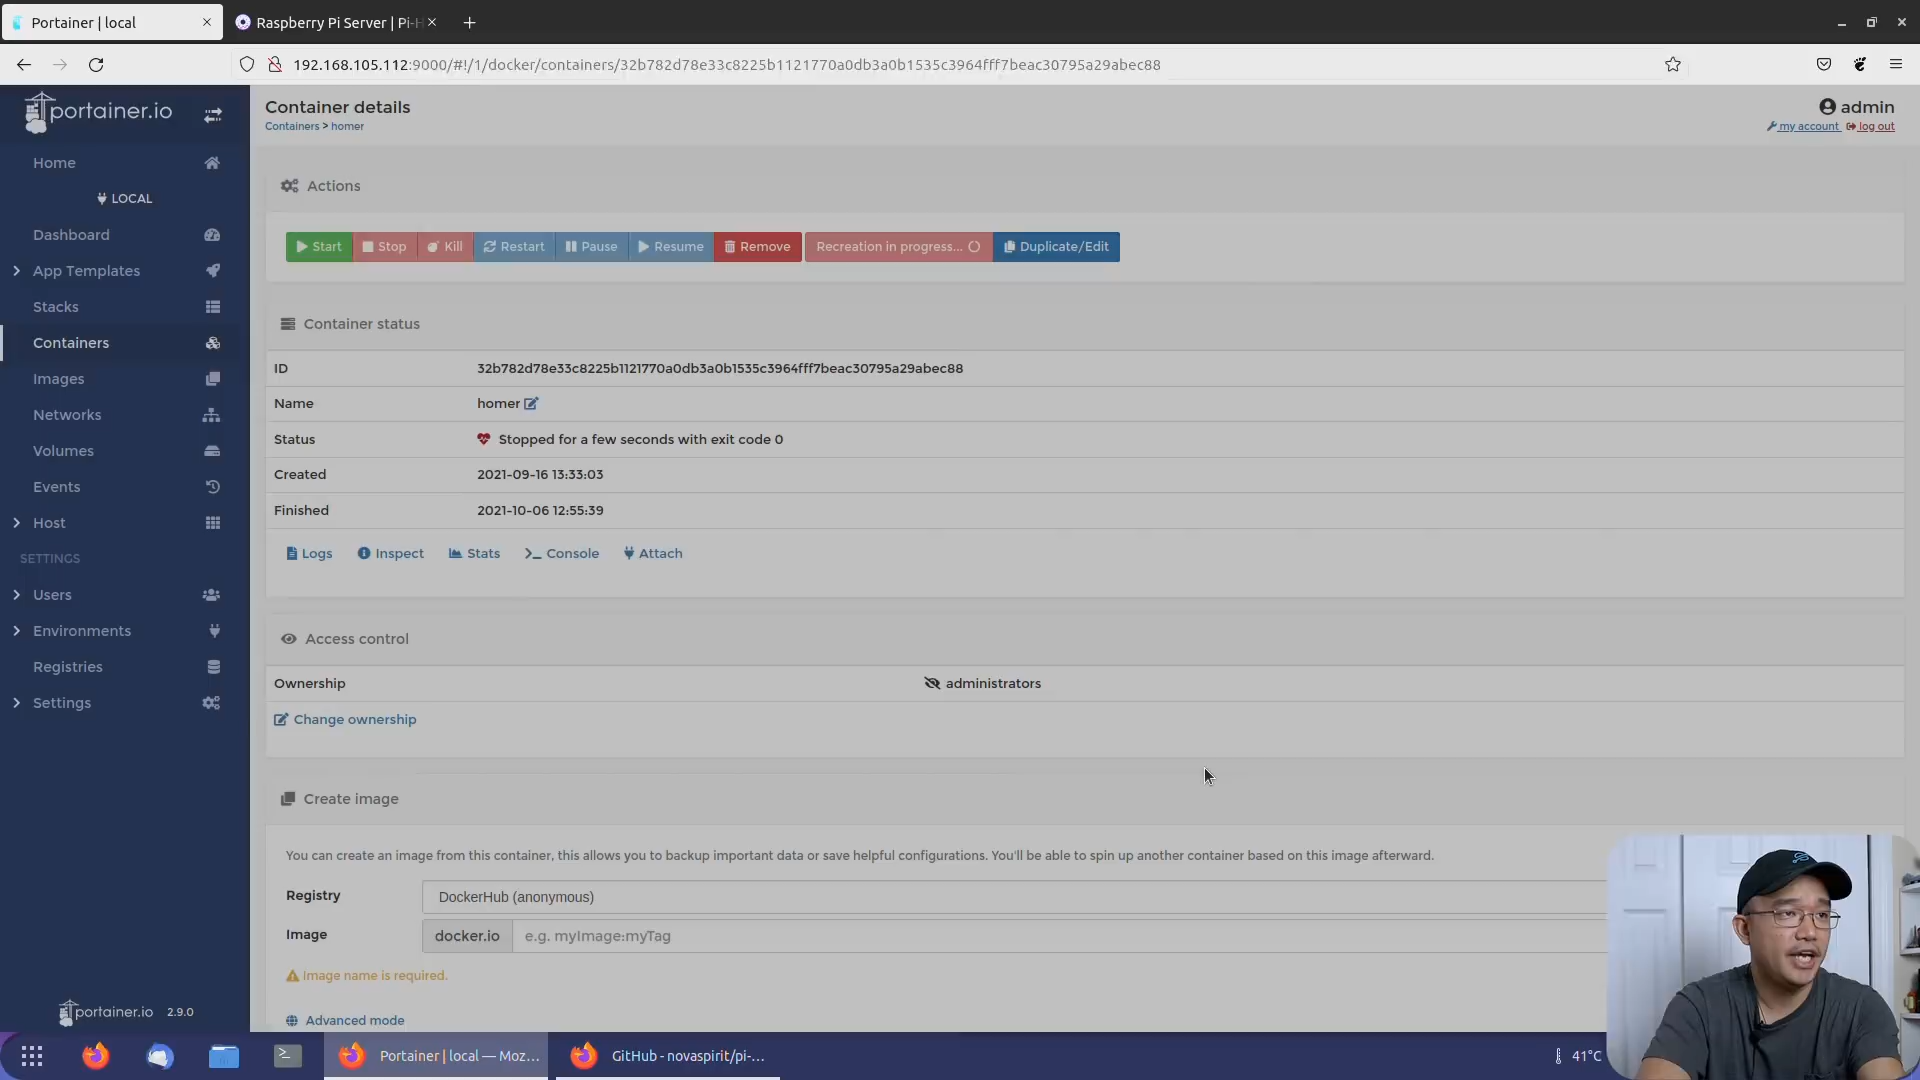 Portainer | local
Raspberry Pi Server | Pi-H
192.168.105.112:9000/#!/1/docker/containers/32b782d78e33c8225b1121770a0db3a0b1535c3964fff7beac30795a29abec88
portainer.io
Container details
admin
Containers > homer
my account
log out
Home
LOCAL
Dashboard
App Templates
Stacks
Containers
Images
Networks
Volumes
Events
Host
SETTINGS
Users
Environments
Registries
Settings
portainer.io 2.9.0
Actions
Start
Stop
Kill
Restart
Pause
Resume
Remove
Recreation in progress...
Duplicate/Edit
Container status
ID 32b782d78e33c8225b1121770a0db3a0b1535c3964fff7beac30795a29abec88
Name homer
Status Stopped for a few seconds with exit code 0
Created 2021-09-16 13:33:03
Finished 2021-10-06 12:55:39
Logs
Inspect
Stats
Console
Attach
Access control
Ownership administrators
Change ownership
Create image
You can create an image from this container, this allows you to backup important data or save helpful configurations. You'll be able to spin up another container based on this image afterward.
Registry DockerHub (anonymous)
Image docker.io e.g. myImage:myTag
Image name is required.
Advanced mode
Portainer | local — Moz...
GitHub - novaspirit/pi-...
41°C